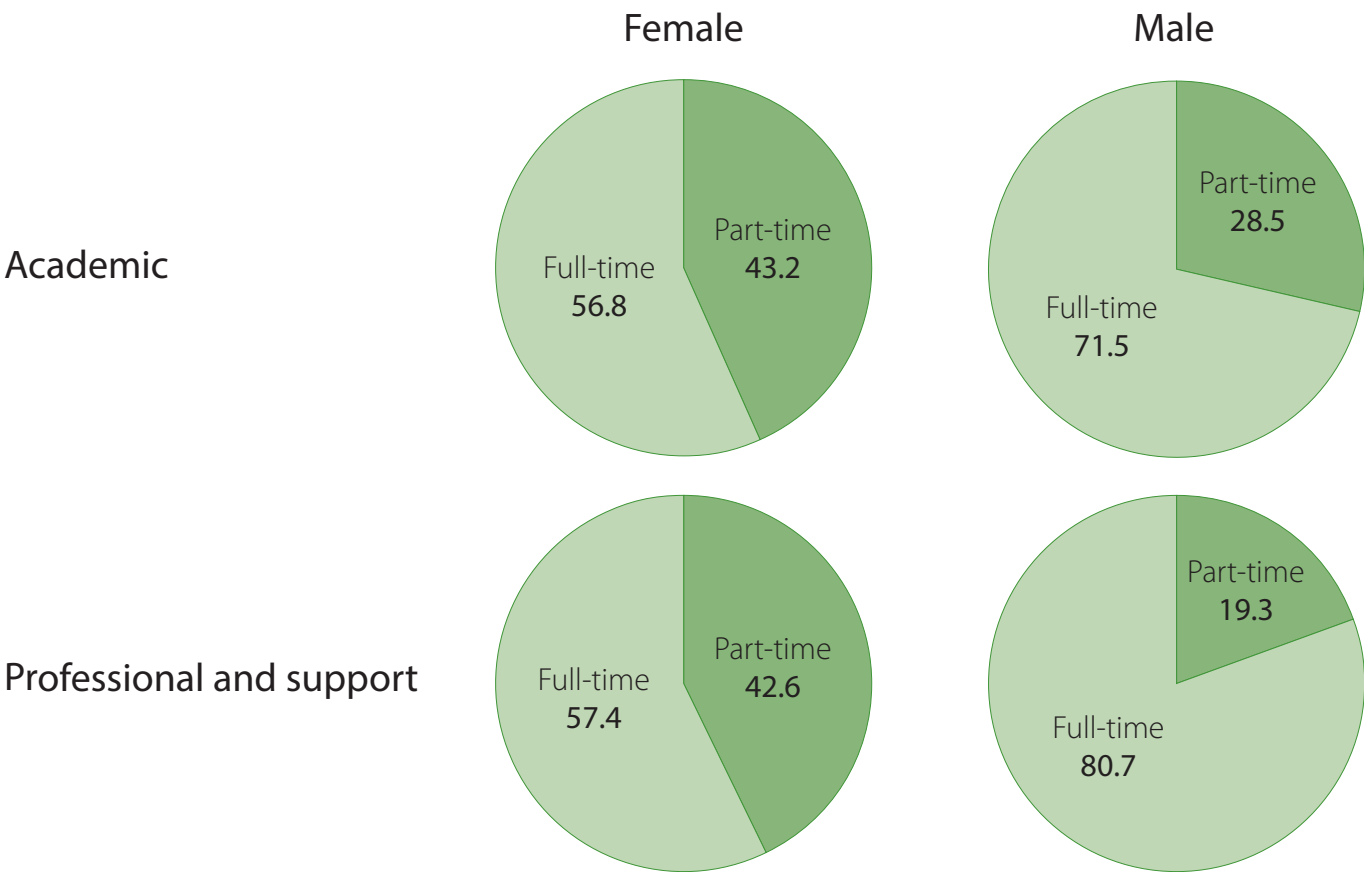 Female
Male
Academic
Full-time
56.8
Part-time
43.2
Full-time
71.5
Part-time
28.5
Professional and support
Full-time
57.4
Part-time
42.6
Full-time
80.7
Part-time
19.3